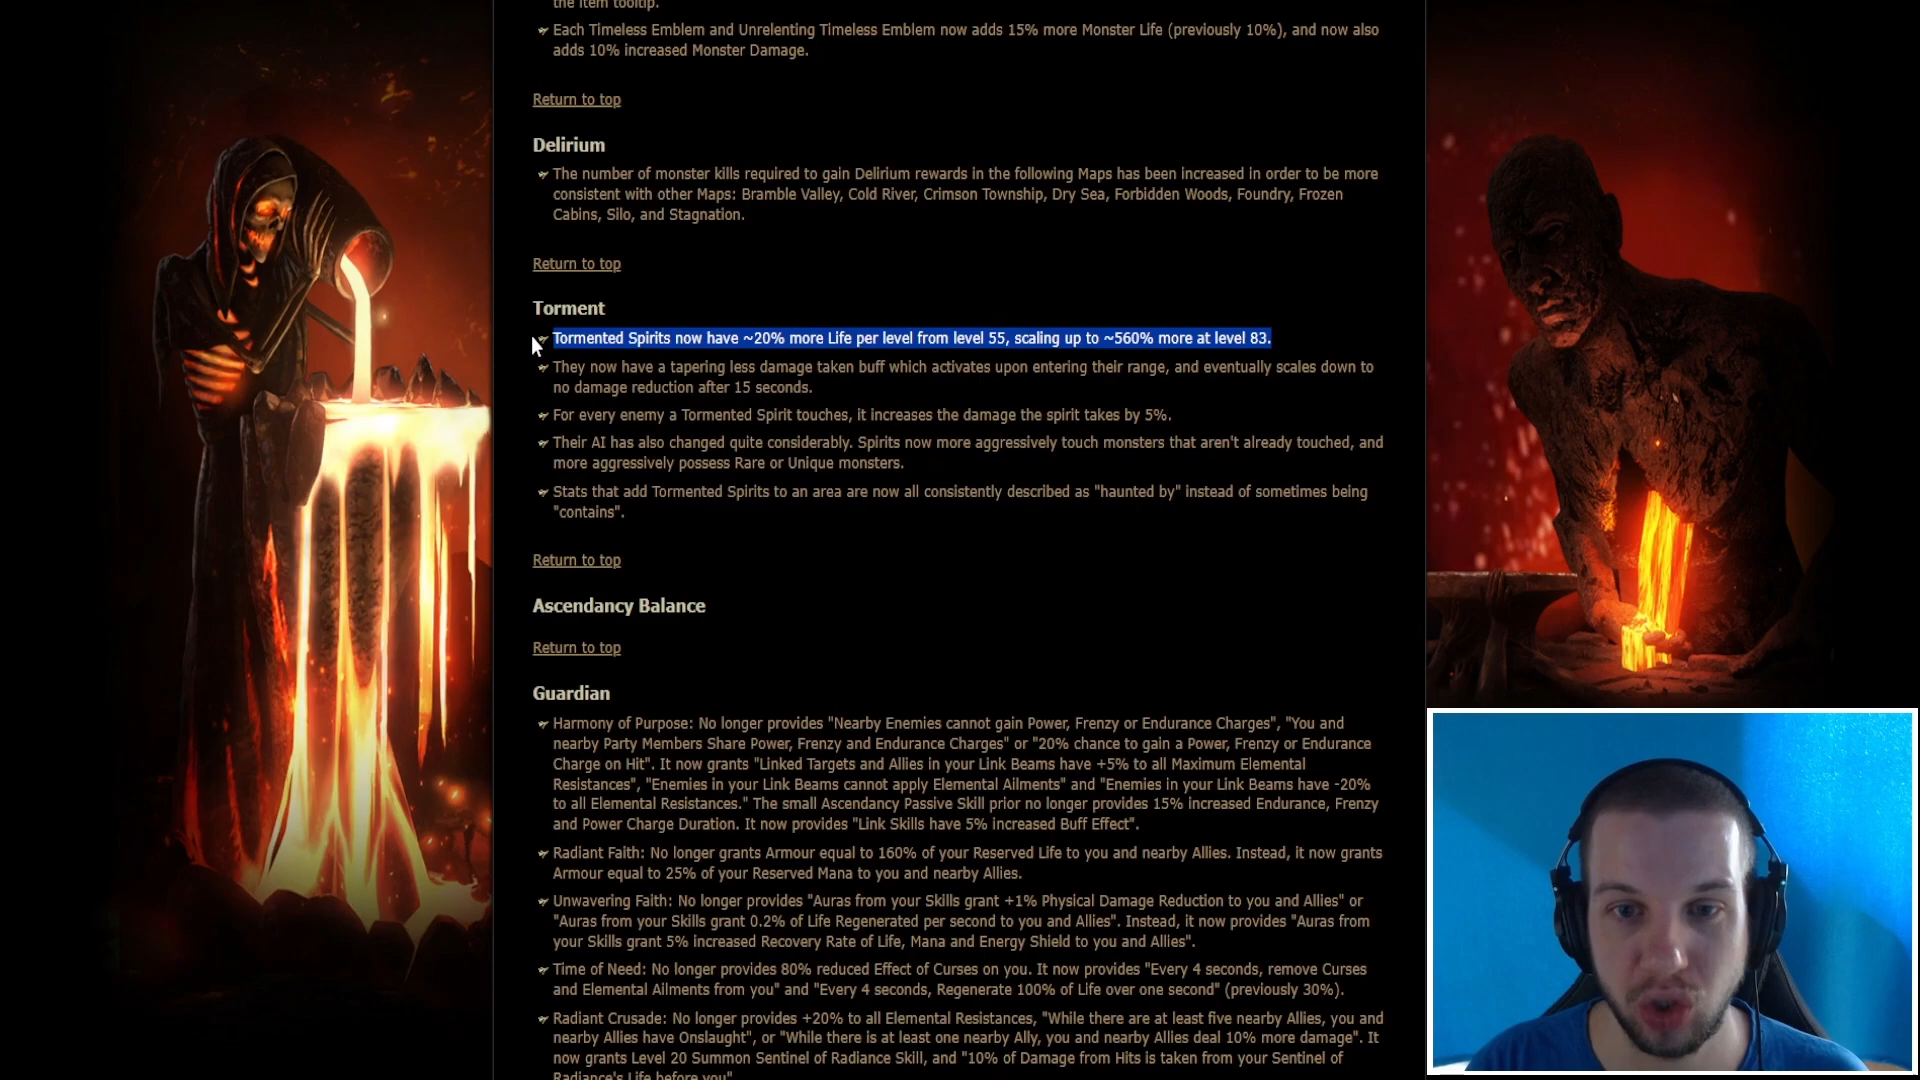 the item tooltip.
Each Timeless Emblem and Unrelenting Timeless Emblem now adds 15% more Monster Life (previously 10%), and now also
adds 10% increased Monster Damage.
Return to top
Delirium
The number of monster kills required to gain Delirium rewards in the following Maps has been increased in order to be more
consistent with other Maps: Bramble Valley, Cold River, Crimson Township, Dry Sea, Forbidden Woods, Foundry, Frozen
Cabins, Silo, and Stagnation.
Return to top
Torment
Tormented Spirits now have ~20% more Life per level from level 55, scaling up to ~560% more at level 83.
They now have a tapering less damage taken buff which activates upon entering their range, and eventually scales down to
no damage reduction after 15 seconds.
For every enemy a Tormented Spirit touches, it increases the damage the spirit takes by 5%.
Their AI has also changed quite considerably. Spirits now more aggressively touch monsters that aren't already touched, and
more aggressively possess Rare or Unique monsters.
Stats that add Tormented Spirits to an area are now all consistently described as "haunted by" instead of sometimes being
"contains".
Return to top
Ascendancy Balance
Return to top
Guardian
Harmony of Purpose: No longer provides "Nearby Enemies cannot gain Power, Frenzy or Endurance Charges", "You and
nearby Party Members Share Power, Frenzy and Endurance Charges" or "20% chance to gain a Power, Frenzy or Endurance
Charge on Hit". It now grants "Linked Targets and Allies in your Link Beams have +5% to all Maximum Elemental
Resistances", "Enemies in your Link Beams cannot apply Elemental Ailments" and "Enemies in your Link Beams have -20%
to all Elemental Resistances." The small Ascendancy Passive Skill prior no longer provides 15% increased Endurance, Frenzy
and Power Charge Duration. It now provides "Link Skills have 5% increased Buff Effect".
Radiant Faith: No longer grants Armour equal to 160% of your Reserved Life to you and nearby Allies. Instead, it now grants
Armour equal to 25% of your Reserved Mana to you and nearby Allies.
Unwavering Faith: No longer provides "Auras from your Skills grant +1% Physical Damage Reduction to you and Allies" or
"Auras from your Skills grant 0.2% of Life Regenerated per second to you and Allies". Instead, it now provides "Auras from
your Skills grant 5% increased Recovery Rate of Life, Mana and Energy Shield to you and Allies".
Time of Need: No longer provides 80% reduced Effect of Curses on you. It now provides "Every 4 seconds, remove Curses
and Elemental Ailments from you" and "Every 4 seconds, Regenerate 100% of Life over one second" (previously 30%).
Radiant Crusade: No longer provides +20% to all Elemental Resistances, "While there are at least five nearby Allies, you and
nearby Allies have Onslaught", or "While there is at least one nearby Ally, you and nearby Allies deal 10% more damage". It
now grants Level 20 Summon Sentinel of Radiance Skill, and "10% of Damage from Hits is taken from your Sentinel of
Radiance's Life before you"